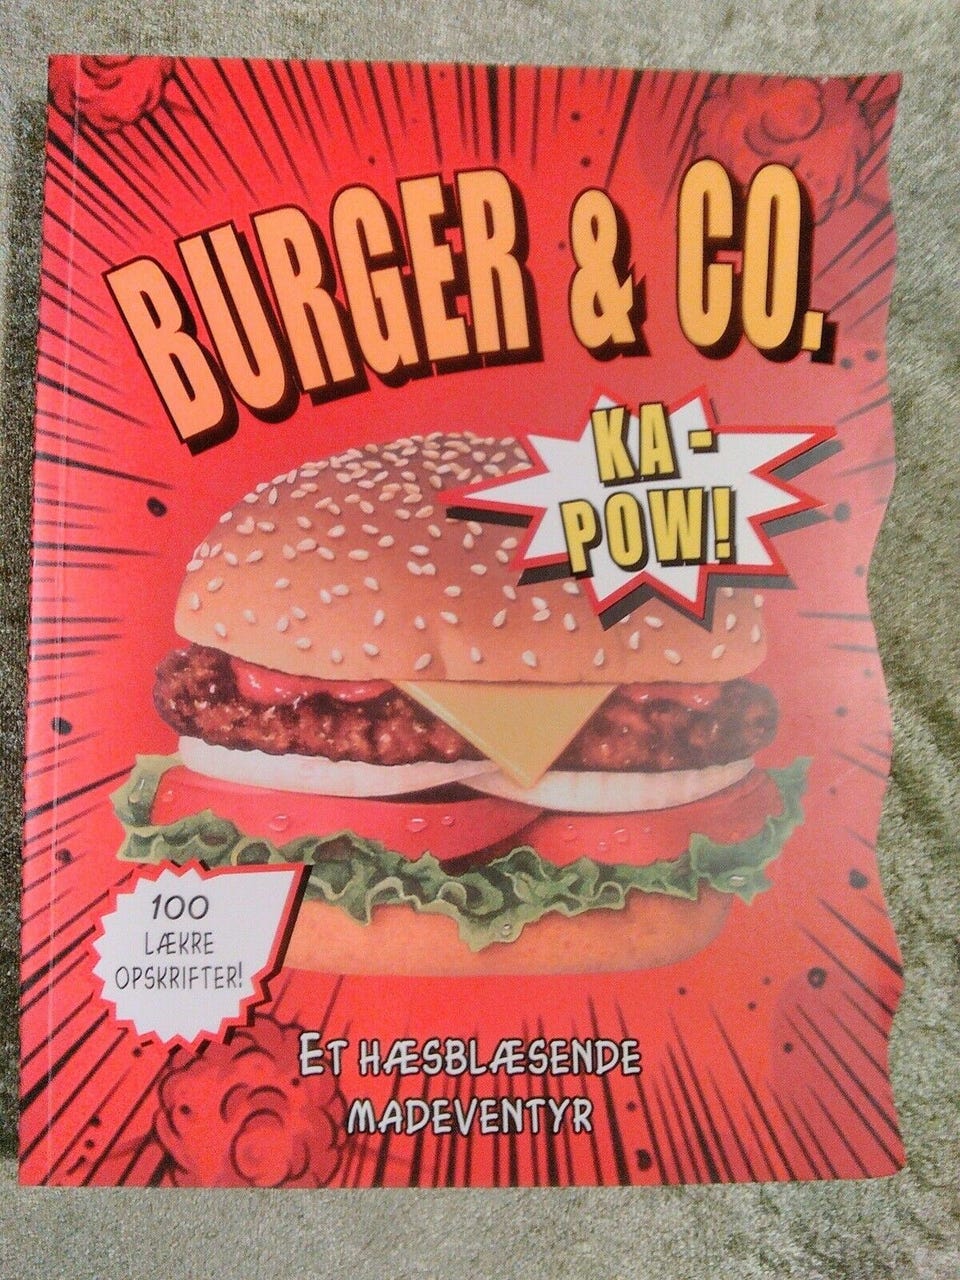 BURGER & CO.
KA-
POW!
100
LÆKRE
OPSKRIFTER!
ET HÆSBLÆSENDE
MADEVENTYR